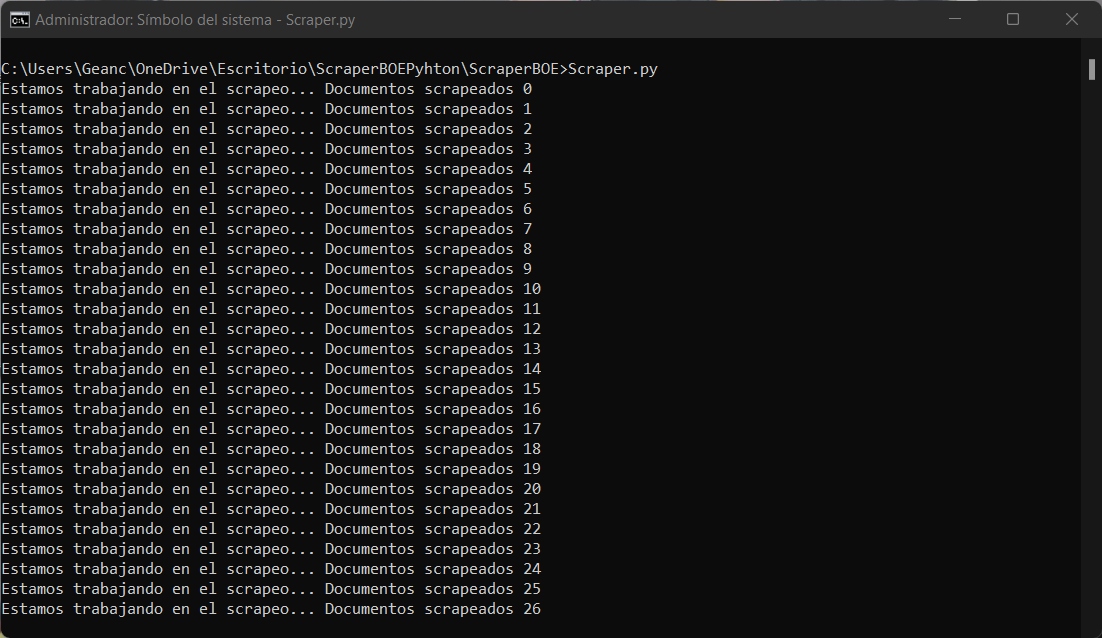 Administrador: Símbolo del sistema - Scraper.py
C:\Users\Geanc\OneDrive\Escritorio\ScraperBOEPyhton\ScraperBOE>Scraper.py
Estamos trabajando en el scrapeo... Documentos scrapeados 0
Estamos trabajando en el scrapeo... Documentos scrapeados 1
Estamos trabajando en el scrapeo... Documentos scrapeados 2
Estamos trabajando en el scrapeo... Documentos scrapeados 3
Estamos trabajando en el scrapeo... Documentos scrapeados 4
Estamos trabajando en el scrapeo... Documentos scrapeados 5
Estamos trabajando en el scrapeo... Documentos scrapeados 6
Estamos trabajando en el scrapeo... Documentos scrapeados 7
Estamos trabajando en el scrapeo... Documentos scrapeados 8
Estamos trabajando en el scrapeo... Documentos scrapeados 9
Estamos trabajando en el scrapeo... Documentos scrapeados 10
Estamos trabajando en el scrapeo... Documentos scrapeados 11
Estamos trabajando en el scrapeo... Documentos scrapeados 12
Estamos trabajando en el scrapeo... Documentos scrapeados 13
Estamos trabajando en el scrapeo... Documentos scrapeados 14
Estamos trabajando en el scrapeo... Documentos scrapeados 15
Estamos trabajando en el scrapeo... Documentos scrapeados 16
Estamos trabajando en el scrapeo... Documentos scrapeados 17
Estamos trabajando en el scrapeo... Documentos scrapeados 18
Estamos trabajando en el scrapeo... Documentos scrapeados 19
Estamos trabajando en el scrapeo... Documentos scrapeados 20
Estamos trabajando en el scrapeo... Documentos scrapeados 21
Estamos trabajando en el scrapeo... Documentos scrapeados 22
Estamos trabajando en el scrapeo... Documentos scrapeados 23
Estamos trabajando en el scrapeo... Documentos scrapeados 24
Estamos trabajando en el scrapeo... Documentos scrapeados 25
Estamos trabajando en el scrapeo... Documentos scrapeados 26